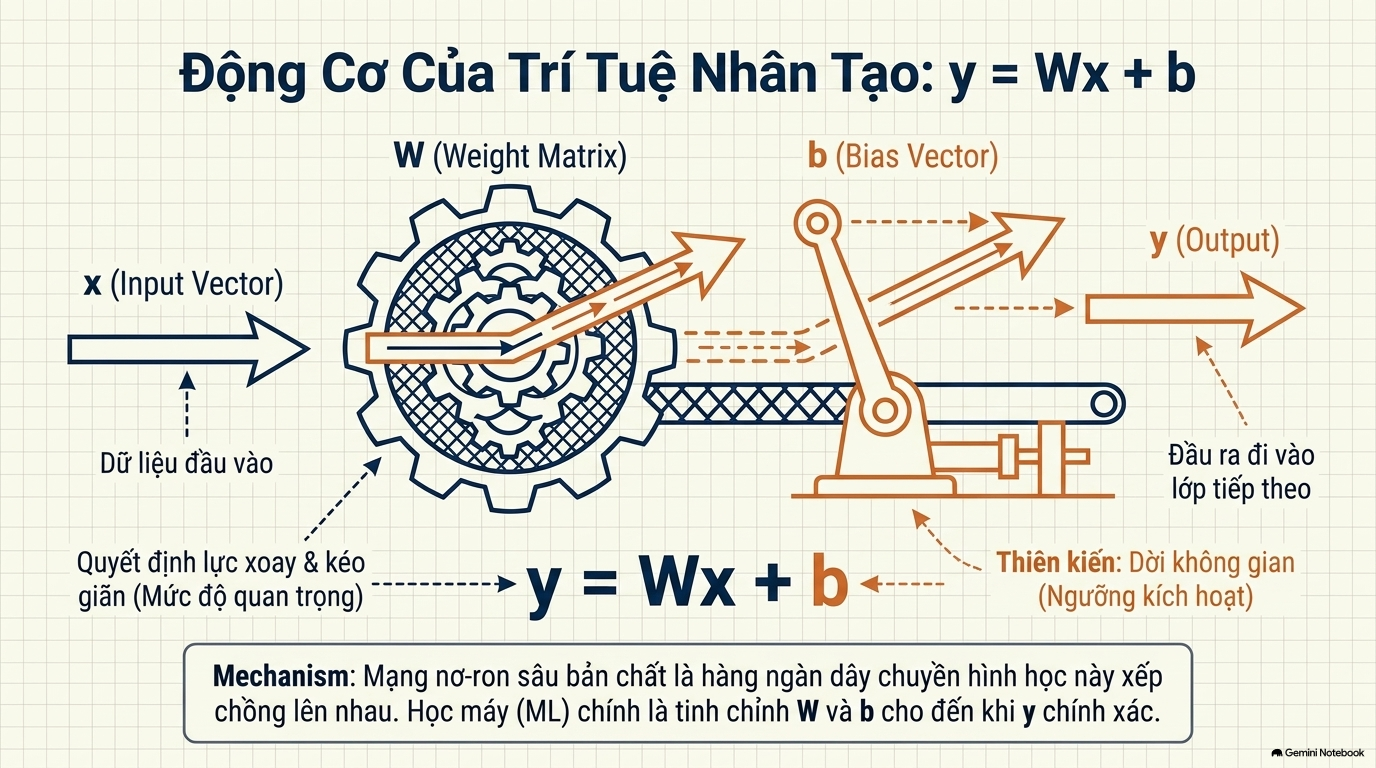 Động Cơ Của Trí Tuệ Nhân Tạo: y = Wx + b
W (Weight Matrix)
b (Bias Vector)
x (Input Vector)
y (Output)
Dữ liệu đầu vào
Đầu ra đi vào
lớp tiếp theo
Quyết định lực xoay & kéo
giãn (Mức độ quan trọng)
y = Wx + b
Thiên kiến: Dời không gian
(Ngưỡng kích hoạt)
Mechanism: Mạng nơ-ron sâu bản chất là hàng ngàn dây chuyền hình học này xếp
chồng lên nhau. Học máy (ML) chính là tinh chỉnh W và b cho đến khi y chính xác.
Gemini Notebook